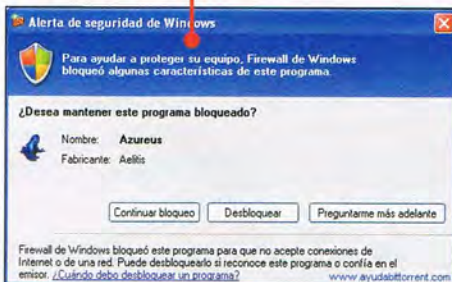 Alerta de seguridad de Windows
Para ayudar a proteger su equipo, Firewall de Windows
bloqueó algunas características de este programa.
¿Desea mantener este programa bloqueado?
Nombre: Azureus
Fabricante: Aelitis
Continuar bloqueo Desbloquear Preguntarme más adelante
Firewall de Windows bloqueó este programa para que no acepte conexiones de
Internet o de una red. Puede desbloquearlo si reconoce este programa o confía en el
emisor. ¿Cuándo debo desbloquear un programa?
www.ayudabittorrent.com